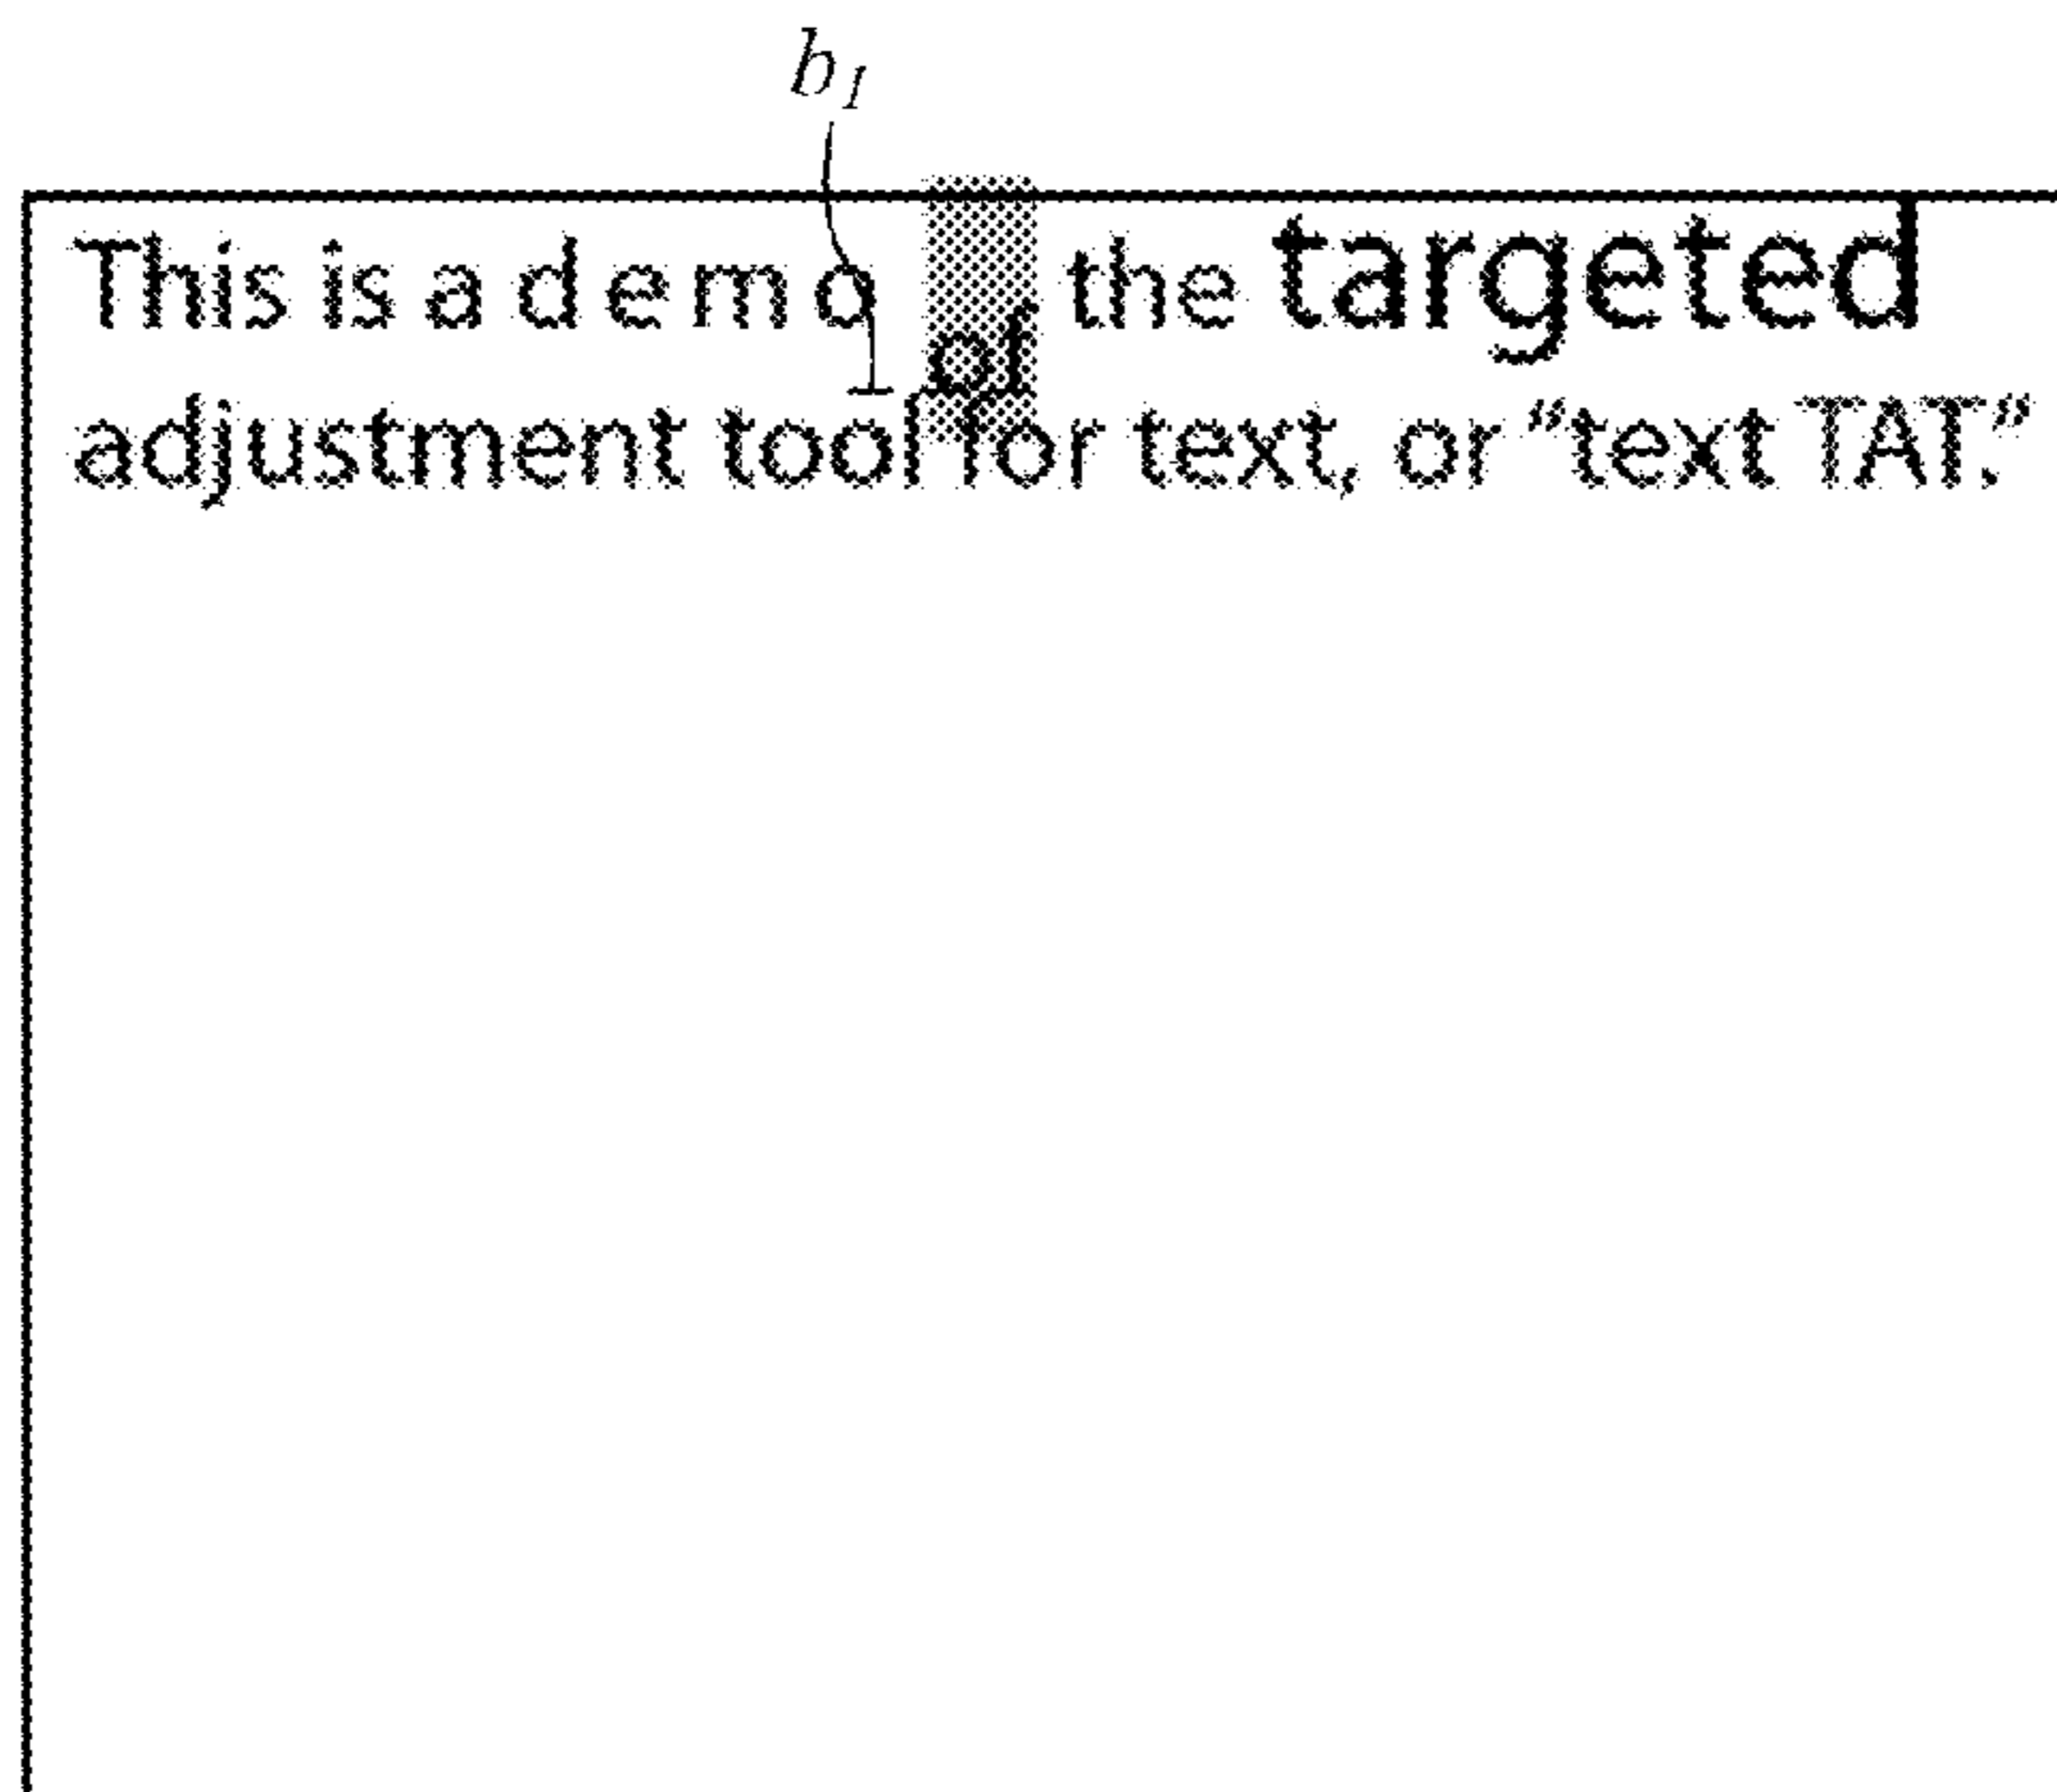 b1
This is a demo of the targeted
adjustment tool for text, or “text TAT.”